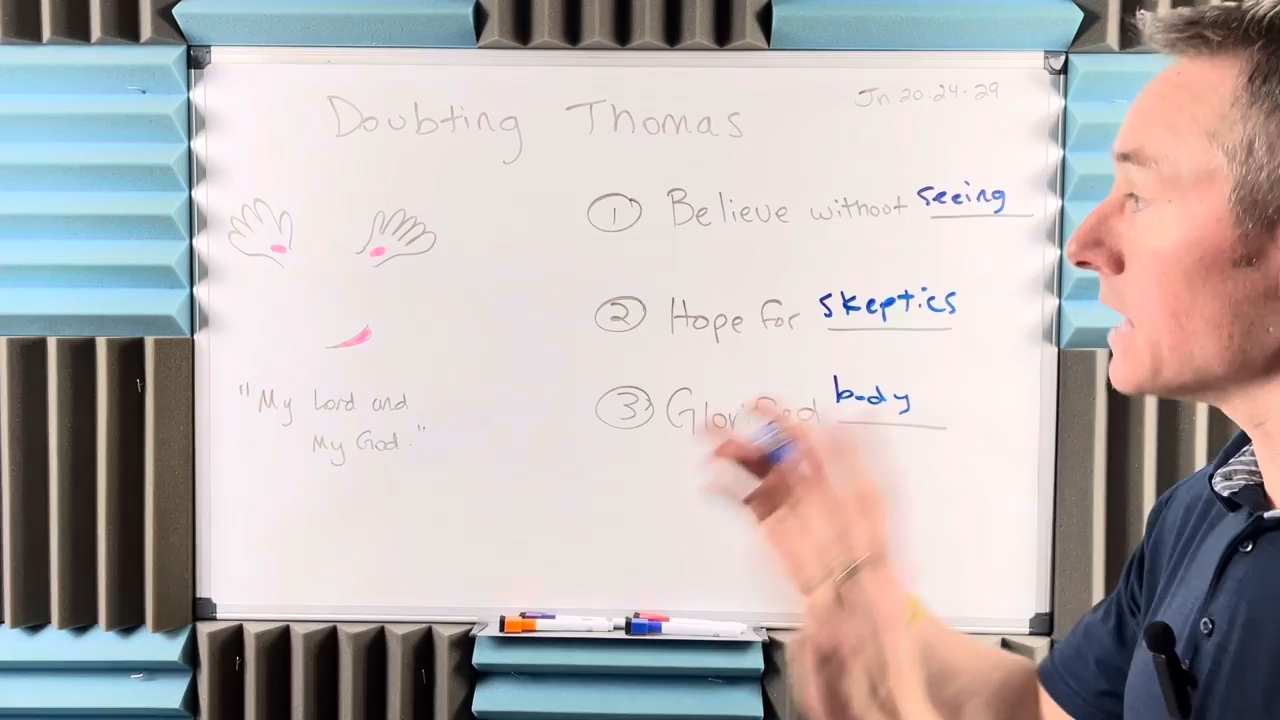 Doubting Thomas
Jn 20:24-29
① Believe without seeing
② Hope for skeptics
③ Glorified body
"My Lord and
My God."